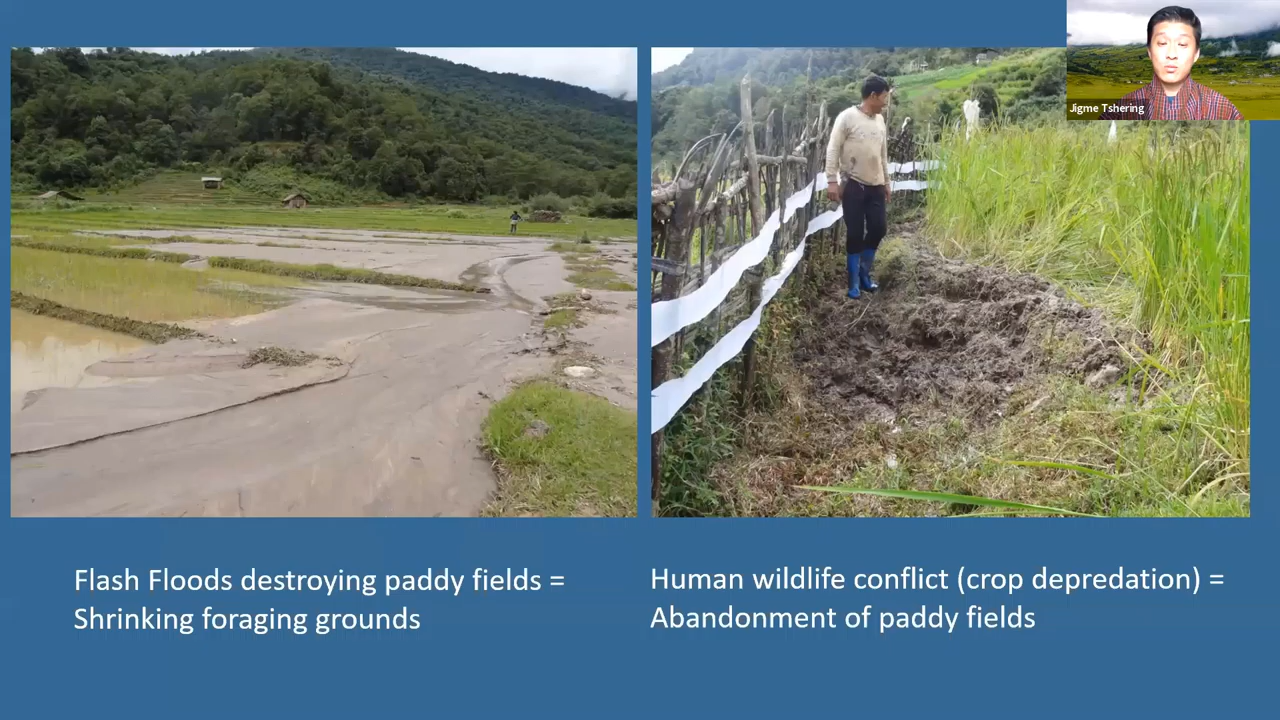 Jigme Tshering
Flash Floods destroying paddy fields =
Shrinking foraging grounds
Human wildlife conflict (crop depredation) =
Abandonment of paddy fields